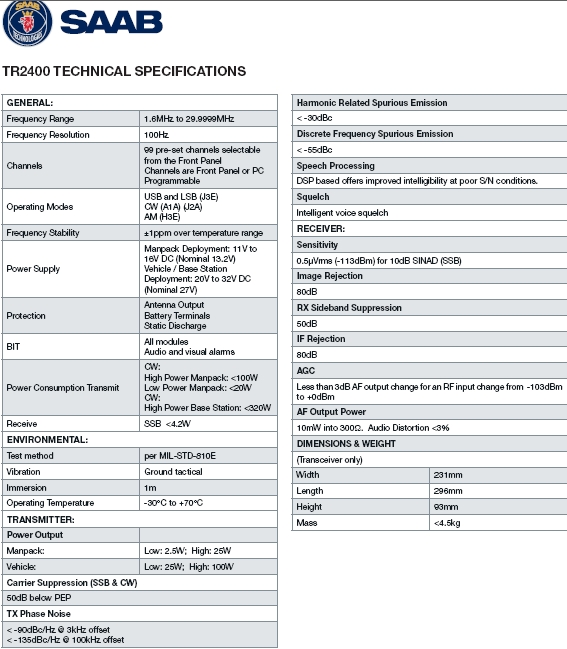 SAAB
TECHNOLOGIES
SAAB
TR2400 TECHNICAL SPECIFICATIONS
GENERAL:
Frequency Range 1.6MHz to 29.9999MHz
Frequency Resolution 100Hz
Channels 99 pre-set channels selectable
from the Front Panel
Channels are Front Panel or PC
Programmable
Operating Modes USB and LSB (J3E)
CW (A1A) (J2A)
AM (H3E)
Frequency Stability ±1ppm over temperature range
Power Supply Manpack Deployment: 11V to
16V DC (Nominal 13.2V)
Vehicle / Base Station
Deployment: 20V to 32V DC
(Nominal 27V)
Protection Antenna Output
Battery Terminals
Static Discharge
BIT All modules
Audio and visual alarms
Power Consumption Transmit CW:
High Power Manpack: <100W
Low Power Manpack: <20W
CW:
High Power Base Station: <320W
Receive SSB <4.2W
ENVIRONMENTAL:
Test method per MIL-STD-810E
Vibration Ground tactical
Immersion 1m
Operating Temperature -30°C to +70°C
TRANSMITTER:
Power Output
Manpack: Low: 2.5W; High: 25W
Vehicle: Low: 25W; High: 100W
Carrier Suppression (SSB & CW)
50dB below PEP
TX Phase Noise
< -90dBc/Hz @ 3kHz offset
< -135dBc/Hz @ 100kHz offset
Harmonic Related Spurious Emission
< -30dBc
Discrete Frequency Spurious Emission
< -55dBc
Speech Processing
DSP based offers improved intelligibility at poor S/N conditions.
Squelch
Intelligent voice squelch
RECEIVER:
Sensitivity
0.5µVrms (-113dBm) for 10dB SINAD (SSB)
Image Rejection
80dB
RX Sideband Suppression
50dB
IF Rejection
80dB
AGC
Less than 3dB AF output change for an RF input change from -103dBm
to +0dBm
AF Output Power
10mW into 300Ω. Audio Distortion <3%
DIMENSIONS & WEIGHT
(Transceiver only)
Width 231mm
Length 296mm
Height 93mm
Mass <4.5kg